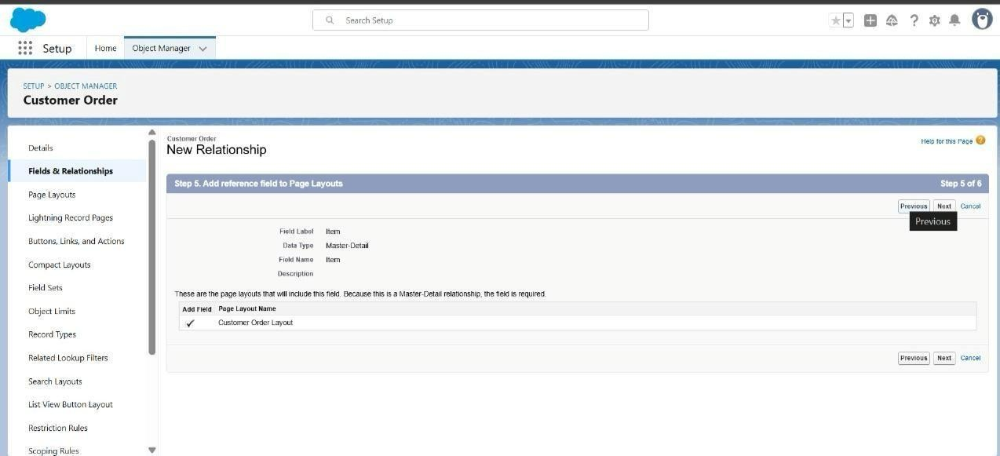 Search Setup
Setup
Home
Object Manager
SETUP > OBJECT MANAGER
Customer Order
Details
Fields & Relationships
Page Layouts
Lightning Record Pages
Buttons, Links, and Actions
Compact Layouts
Field Sets
Object Limits
Record Types
Related Lookup Filters
Search Layouts
List View Button Layout
Restriction Rules
Scoping Rules
Customer Order
New Relationship
Help for this Page ?
Step 5. Add reference field to Page Layouts Step 5 of 6
Previous Next Cancel
Previous
Field Label Item
Data Type Master-Detail
Field Name Item
Description
These are the page layouts that will include this field. Because this is a Master-Detail relationship, the field is required.
Add Field Page Layout Name
Customer Order Layout
Previous Next Cancel